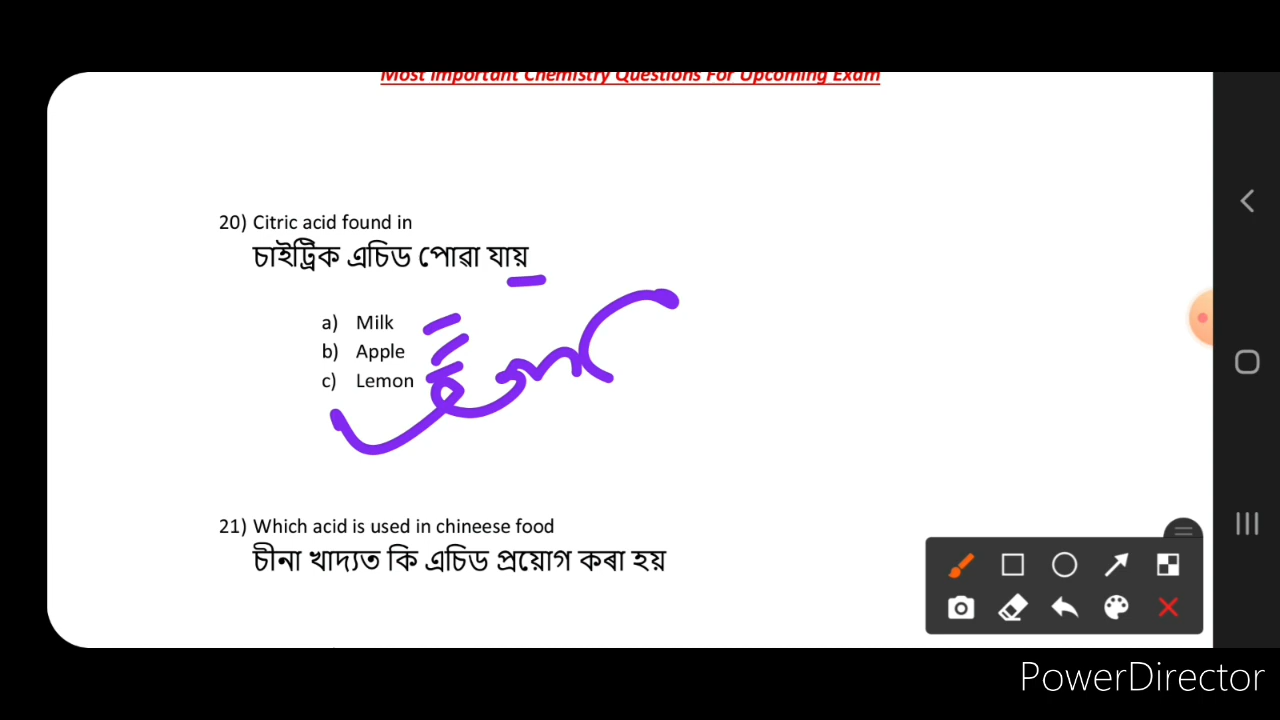 Most Important Chemistry Questions For Upcoming Exam
20) Citric acid found in
চাইট্ৰিক এচিড পোৱা যায়
a) Milk
b) Apple
c) Lemon
21) Which acid is used in chineese food
চীনা খাদ্যত কি এচিড প্ৰয়োগ কৰা হয়
PowerDirector